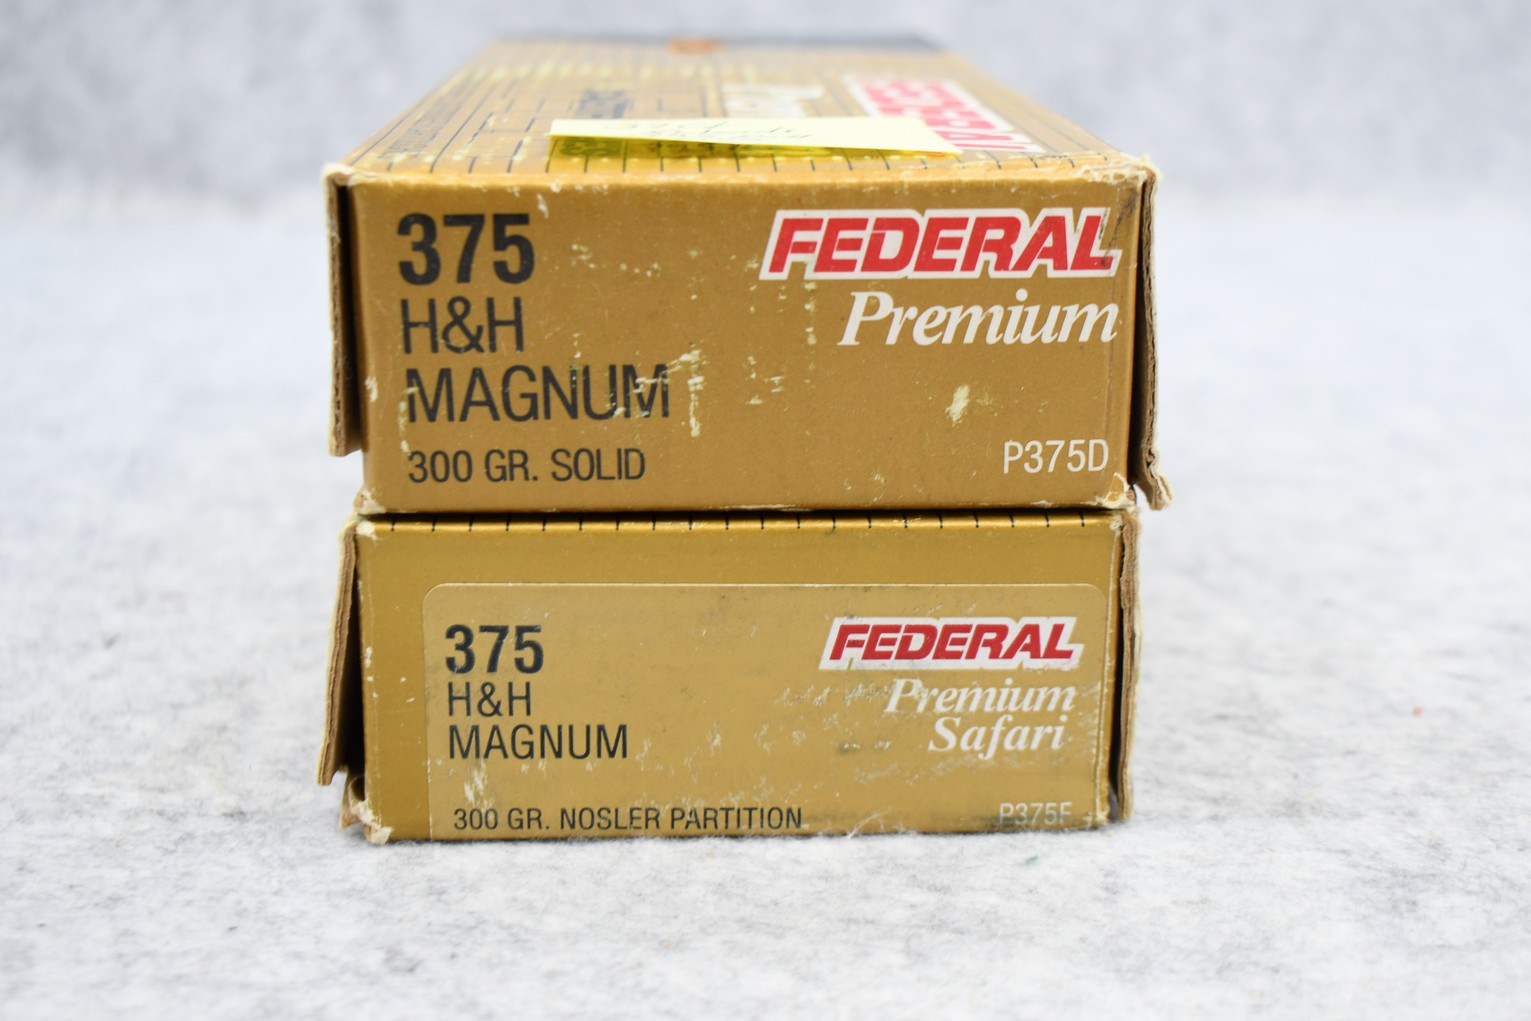 375
H&H
MAGNUM
300 GR. SOLID
FEDERAL
Premium
P375D
375
H&H
MAGNUM
300 GR. NOSLER PARTITION
FEDERAL
Premium
Safari
P375F